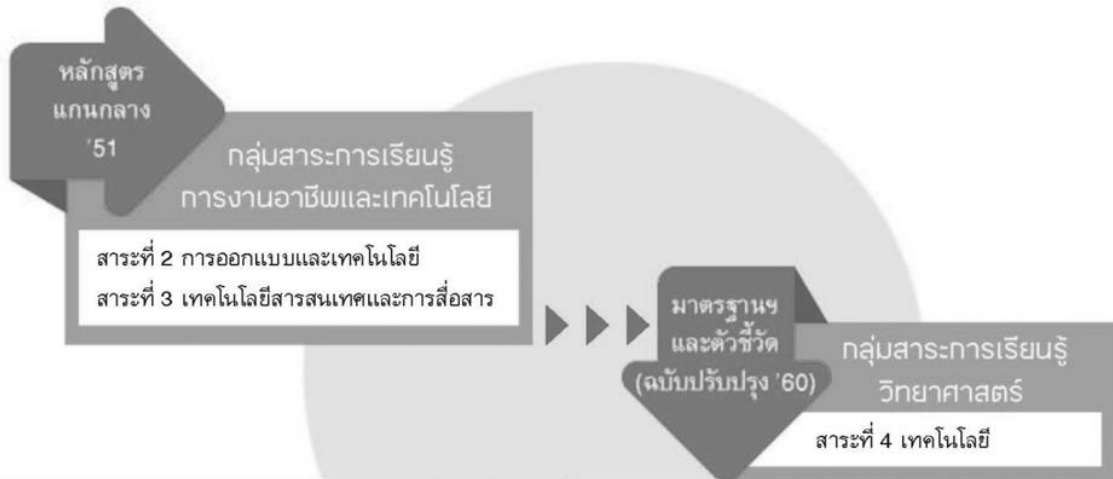 หลักสูตร
แกนกลาง
'51
กลุ่มสาระการเรียนรู้
การงานอาชีพและเทคโนโลยี
สาระที่ 2 การออกแบบและเทคโนโลยี
สาระที่ 3 เทคโนโลยีสารสนเทศและการสื่อสาร
มาตรฐานฯ
และตัวชี้วัด
(ฉบับปรับปรุง '60)
กลุ่มสาระการเรียนรู้
วิทยาศาสตร์
สาระที่ 4 เทคโนโลยี